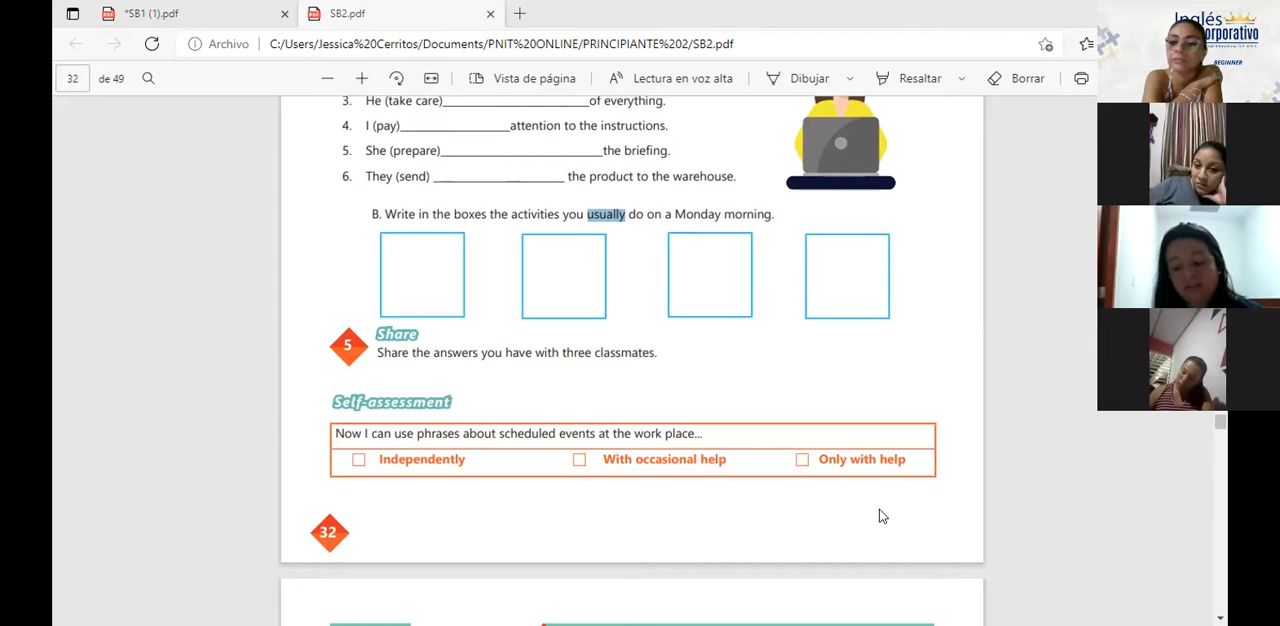 *SB1 (1).pdf
SB2.pdf
Archivo
C:/Users/Jessica%20Cerritos/Documents/PNIT%20ONLINE/PRINCIPIANTE%202/SB2.pdf
32 de 49
Vista de página
Lectura en voz alta
Dibujar
Resaltar
Borrar
3. He (take care)_______________________of everything.
4. I (pay)_________________attention to the instructions.
5. She (prepare)_________________________the briefing.
6. They (send) ____________________ the product to the warehouse.
B. Write in the boxes the activities you usually do on a Monday morning.
5
Share
Share the answers you have with three classmates.
Self-assessment
Now I can use phrases about scheduled events at the work place...
Independently
With occasional help
Only with help
32
Inglés
BEGINNER